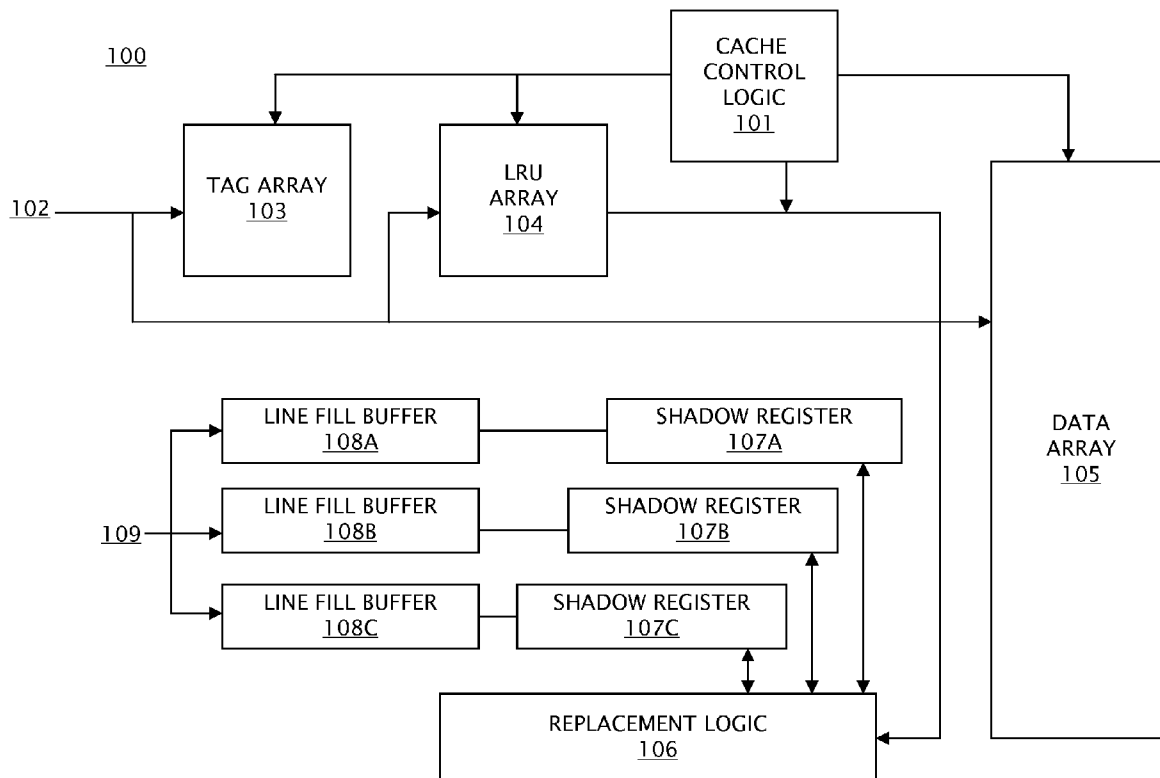 100
CACHE
CONTROL
LOGIC
101
TAG ARRAY
103
LRU
ARRAY
104
102
LINE FILL BUFFER
108A
SHADOW REGISTER
107A
DATA
ARRAY
105
LINE FILL BUFFER
108B
SHADOW REGISTER
107B
109
LINE FILL BUFFER
108C
SHADOW REGISTER
107C
REPLACEMENT LOGIC
106